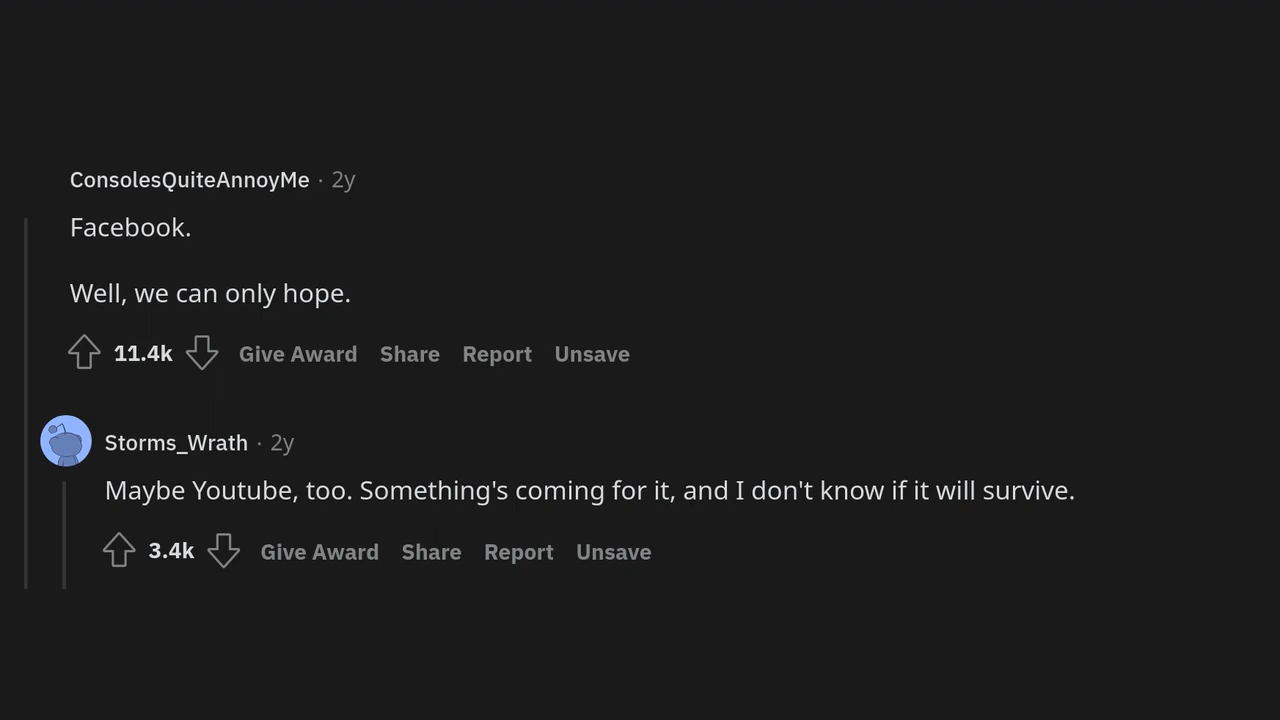 ConsolesQuiteAnnoyMe · 2y
Facebook.
Well, we can only hope.
11.4k Give Award Share Report Unsave
Storms_Wrath · 2y
Maybe Youtube, too. Something's coming for it, and I don't know if it will survive.
3.4k Give Award Share Report Unsave